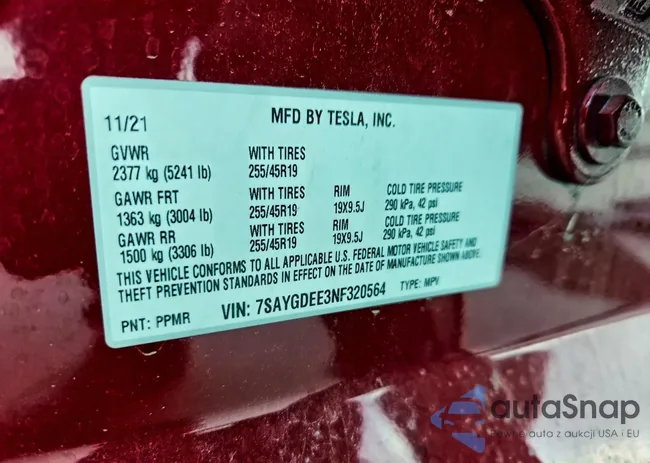 11/21 MFD BY TESLA, INC.
GVWR WITH TIRES
2377 kg (5241 lb) 255/45R19
GAWR FRT WITH TIRES RIM COLD TIRE PRESSURE
1363 kg (3004 lb) 255/45R19 19X9.5J 290 kPa, 42 psi
GAWR RR WITH TIRES RIM COLD TIRE PRESSURE
1500 kg (3306 lb) 255/45R19 19X9.5J 290 kPa, 42 psi
THIS VEHICLE CONFORMS TO ALL APPLICABLE U.S. FEDERAL MOTOR VEHICLE SAFETY AND
THEFT PREVENTION STANDARDS IN EFFECT ON THE DATE OF MANUFACTURE SHOWN ABOVE.
PNT: PPMR VIN: 7SAYGDEE3NF320564 TYPE: MPV
autaSnap
auta z aukcji USA i EU